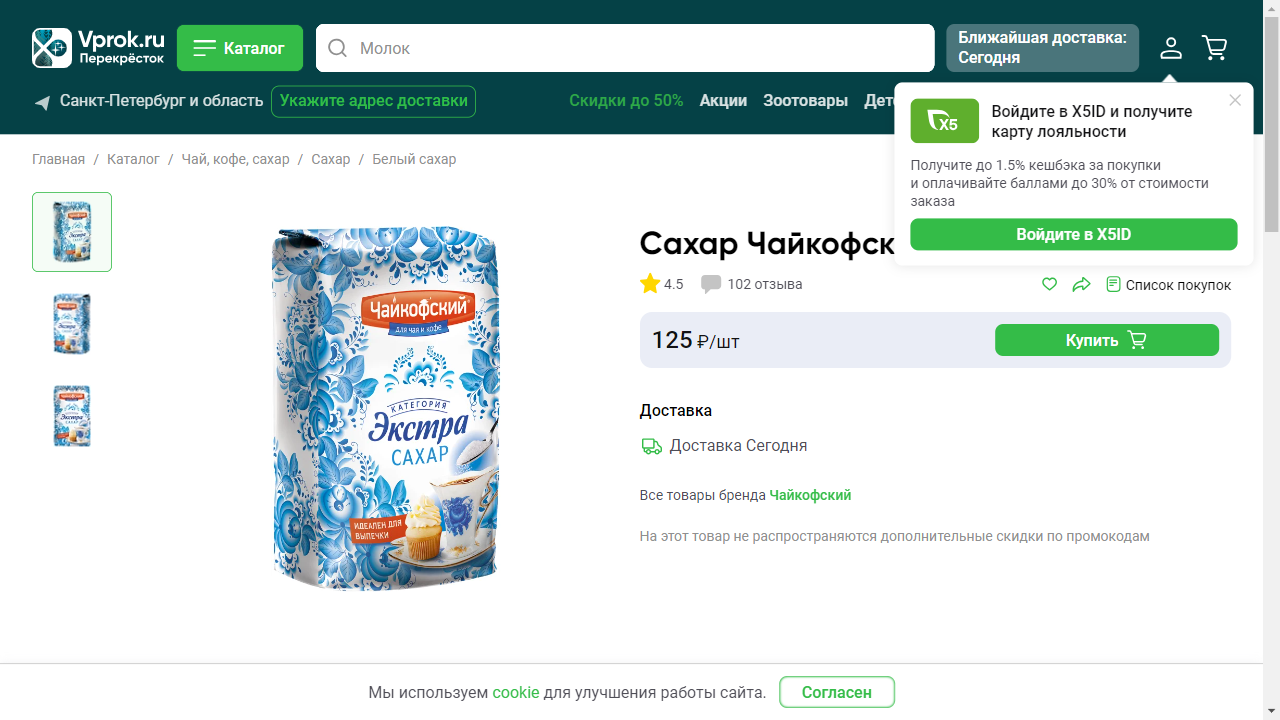 Vprok.ru
Перекрёсток
Каталог
Молок
Ближайшая доставка:
Сегодня
Санкт-Петербург и область
Укажите адрес доставки
Скидки до 50%
Акции
Зоотовары
X5
Войдите в X5ID и получите
карту лояльности
Получите до 1.5% кешбэка за покупки
и оплачивайте баллами до 30% от стоимости
заказа
Войдите в X5ID
Главная / Каталог / Чай, кофе, сахар / Сахар / Белый сахар
Чайкофский
для чая и кофе
КАТЕГОРИЯ
Экстра
САХАР
ИДЕАЛЕН ДЛЯ
ВЫПЕЧКИ
Сахар
4.5
102 отзыва
Список покупок
125 ₽/шт
Купить
Доставка
Доставка Сегодня
Все товары бренда Чайкофский
На этот товар не распространяются дополнительные скидки по промокодам
Мы используем cookie для улучшения работы сайта.
Согласен